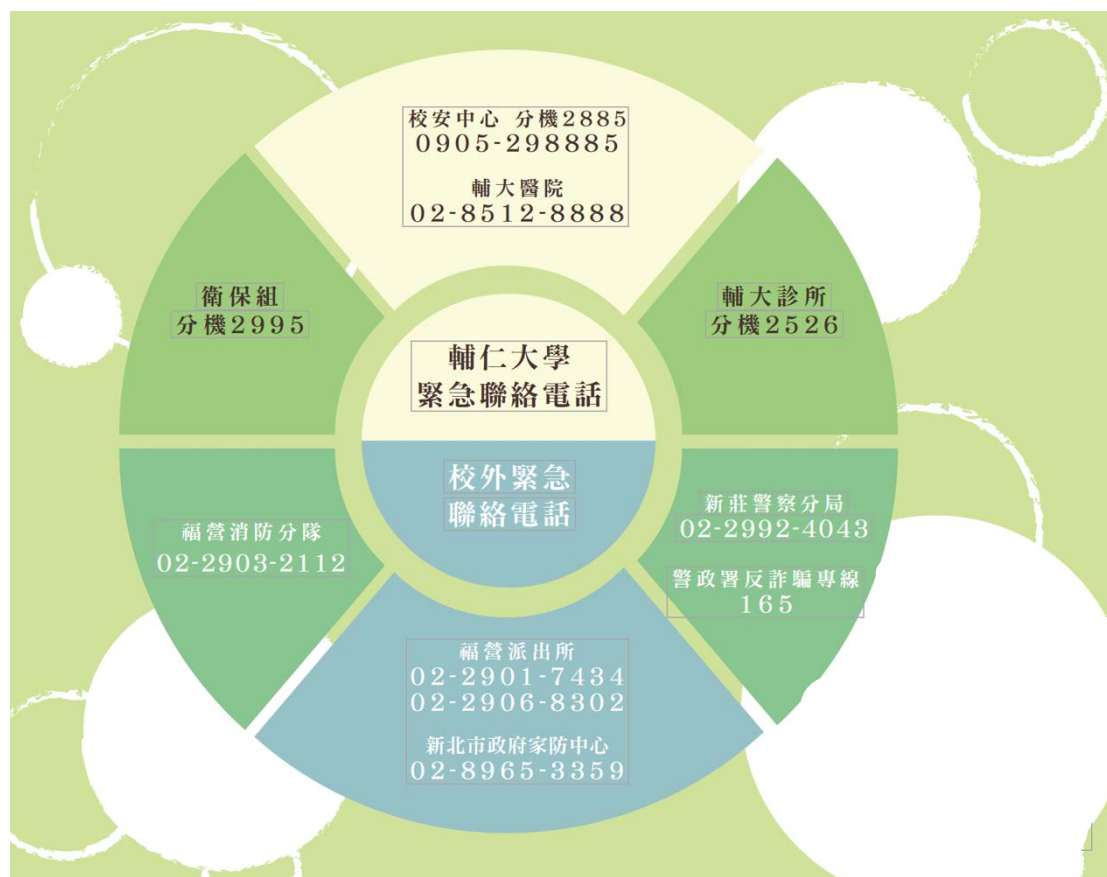 校安中心 分機2885
0905-298885
輔大醫院
02-8512-8888
衛保組
分機2995
輔大診所
分機2526
輔仁大學
緊急聯絡電話
校外緊急
聯絡電話
福營消防分隊
02-2903-2112
新莊警察分局
02-2992-4043
警政署反詐騙專線
165
福營派出所
02-2901-7434
02-2906-8302
新北市政府家防中心
02-8965-3359